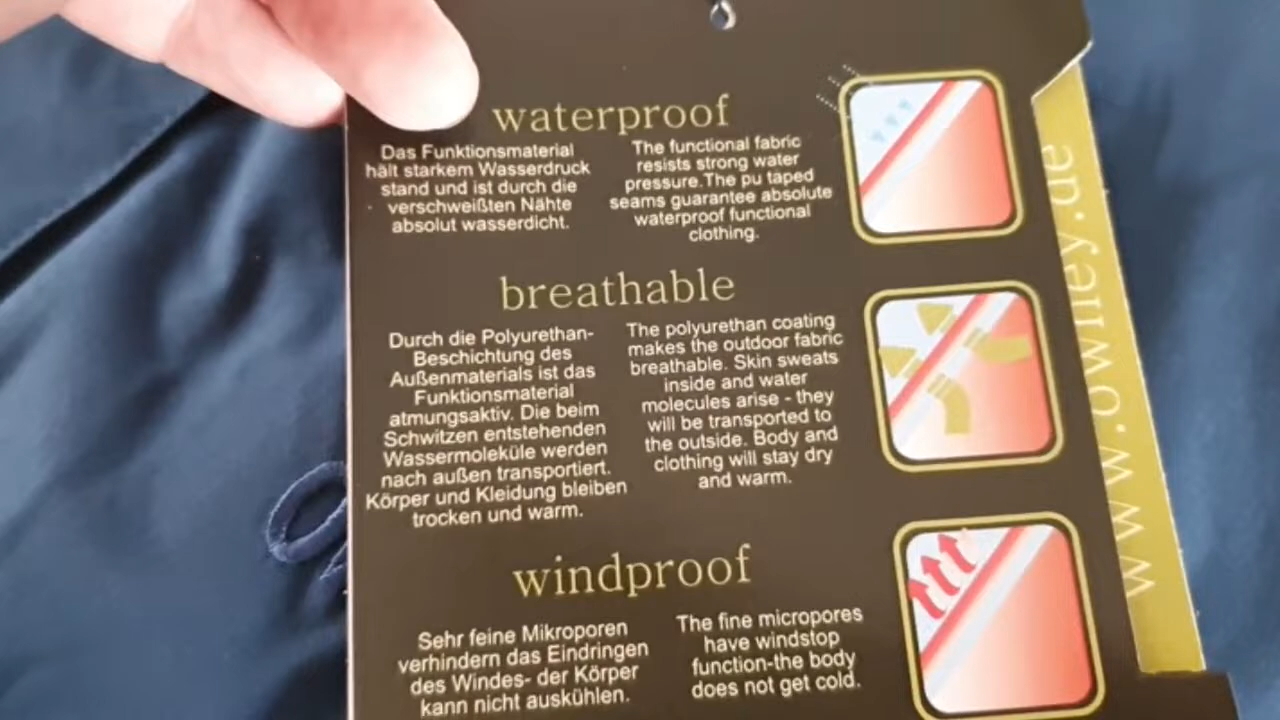 waterproof
Das Funktionsmaterial
hält starkem Wasserdruck
stand und ist durch die
verschweißten Nähte
absolut wasserdicht.
The functional fabric
resists strong water
pressure.The pu taped
seams guarantee absolute
waterproof functional
clothing.
breathable
Durch die Polyurethan-
Beschichtung des
Außenmaterials ist das
Funktionsmaterial
atmungsaktiv. Die beim
Schwitzen entstehenden
Wassermoleküle werden
nach außen transportiert.
Körper und Kleidung bleiben
trocken und warm.
The polyurethan coating
makes the outdoor fabric
breathable. Skin sweats
inside and water
molecules arise - they
will be transported to
the outside. Body and
clothing will stay dry
and warm.
windproof
Sehr feine Mikroporen
verhindern das Eindringen
des Windes- der Körper
kann nicht auskühlen.
The fine micropores
have windstop
function-the body
does not get cold.
www.owney.de